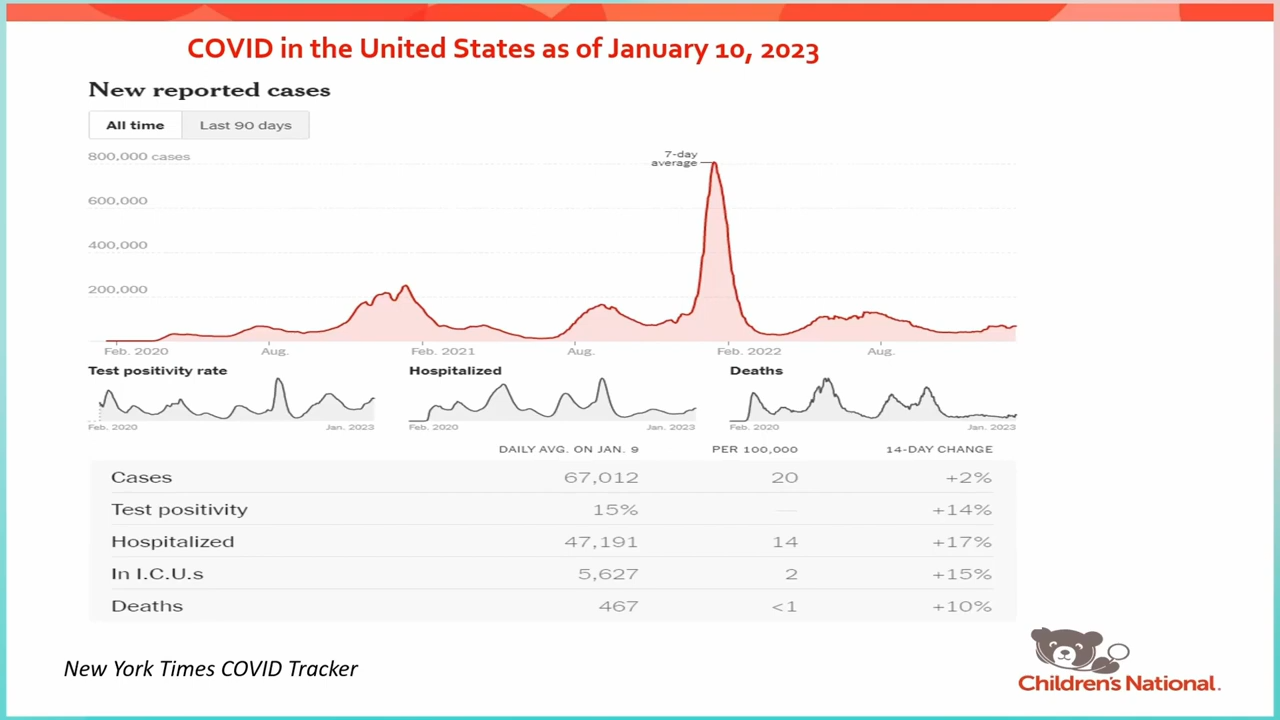 COVID in the United States as of January 10, 2023
New reported cases
All time Last 90 days
7-day
average
800,000 cases
600,000
400,000
200,000
Feb. 2020 Aug. Feb. 2021 Aug. Feb. 2022 Aug.
Test positivity rate Hospitalized Deaths
Feb. 2020 Jan. 2023 Feb. 2020 Jan. 2023 Feb. 2020 Jan. 2023
DAILY AVG. ON JAN. 9 PER 100,000 14-DAY CHANGE
Cases 67,012 20 +2%
Test positivity 15% — +14%
Hospitalized 47,191 14 +17%
In I.C.U.s 5,627 2 +15%
Deaths 467 <1 +10%
New York Times COVID Tracker
Children's National.